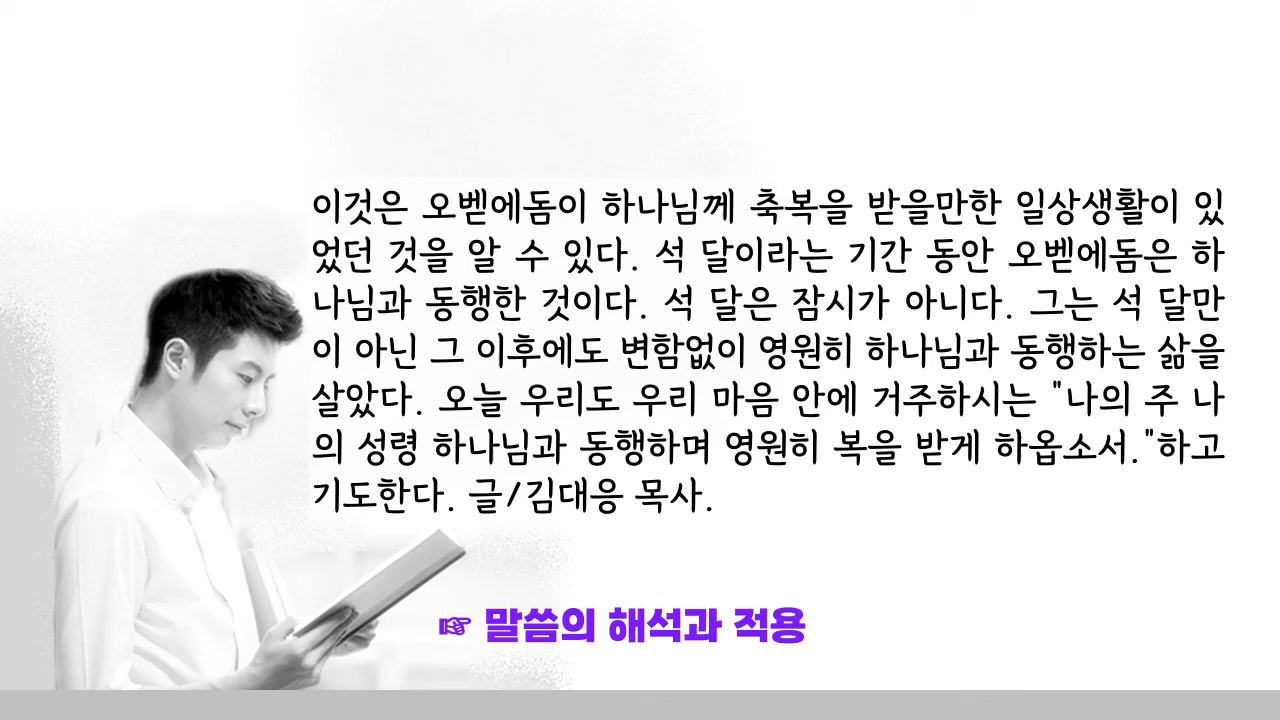 이것은 오벧에돔이 하나님께 축복을 받을만한 일상생활이 있
었던 것을 알 수 있다. 석 달이라는 기간 동안 오벧에돔은 하
나님과 동행한 것이다. 석 달은 잠시가 아니다. 그는 석 달만
이 아닌 그 이후에도 변함없이 영원히 하나님과 동행하는 삶을
살았다. 오늘 우리도 우리 마음 안에 거주하시는 "나의 주 나
의 성령 하나님과 동행하며 영원히 복을 받게 하옵소서."하고
기도한다. 글/김대응 목사.
☞ 말씀의 해석과 적용